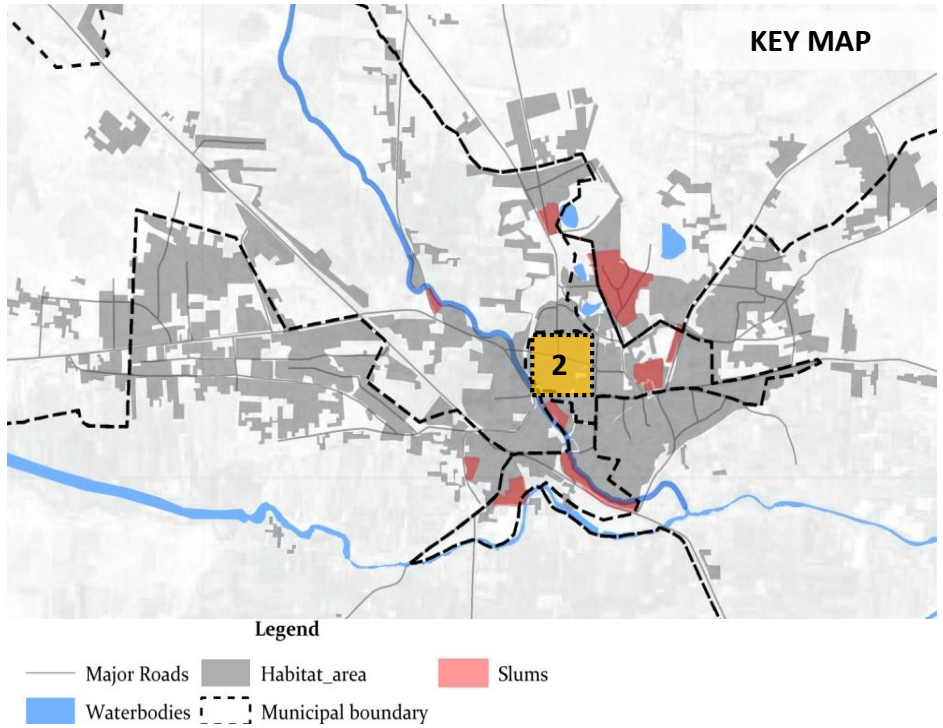 KEY MAP
2
Legend
Major Roads Habitat_area Slums
Waterbodies Municipal boundary